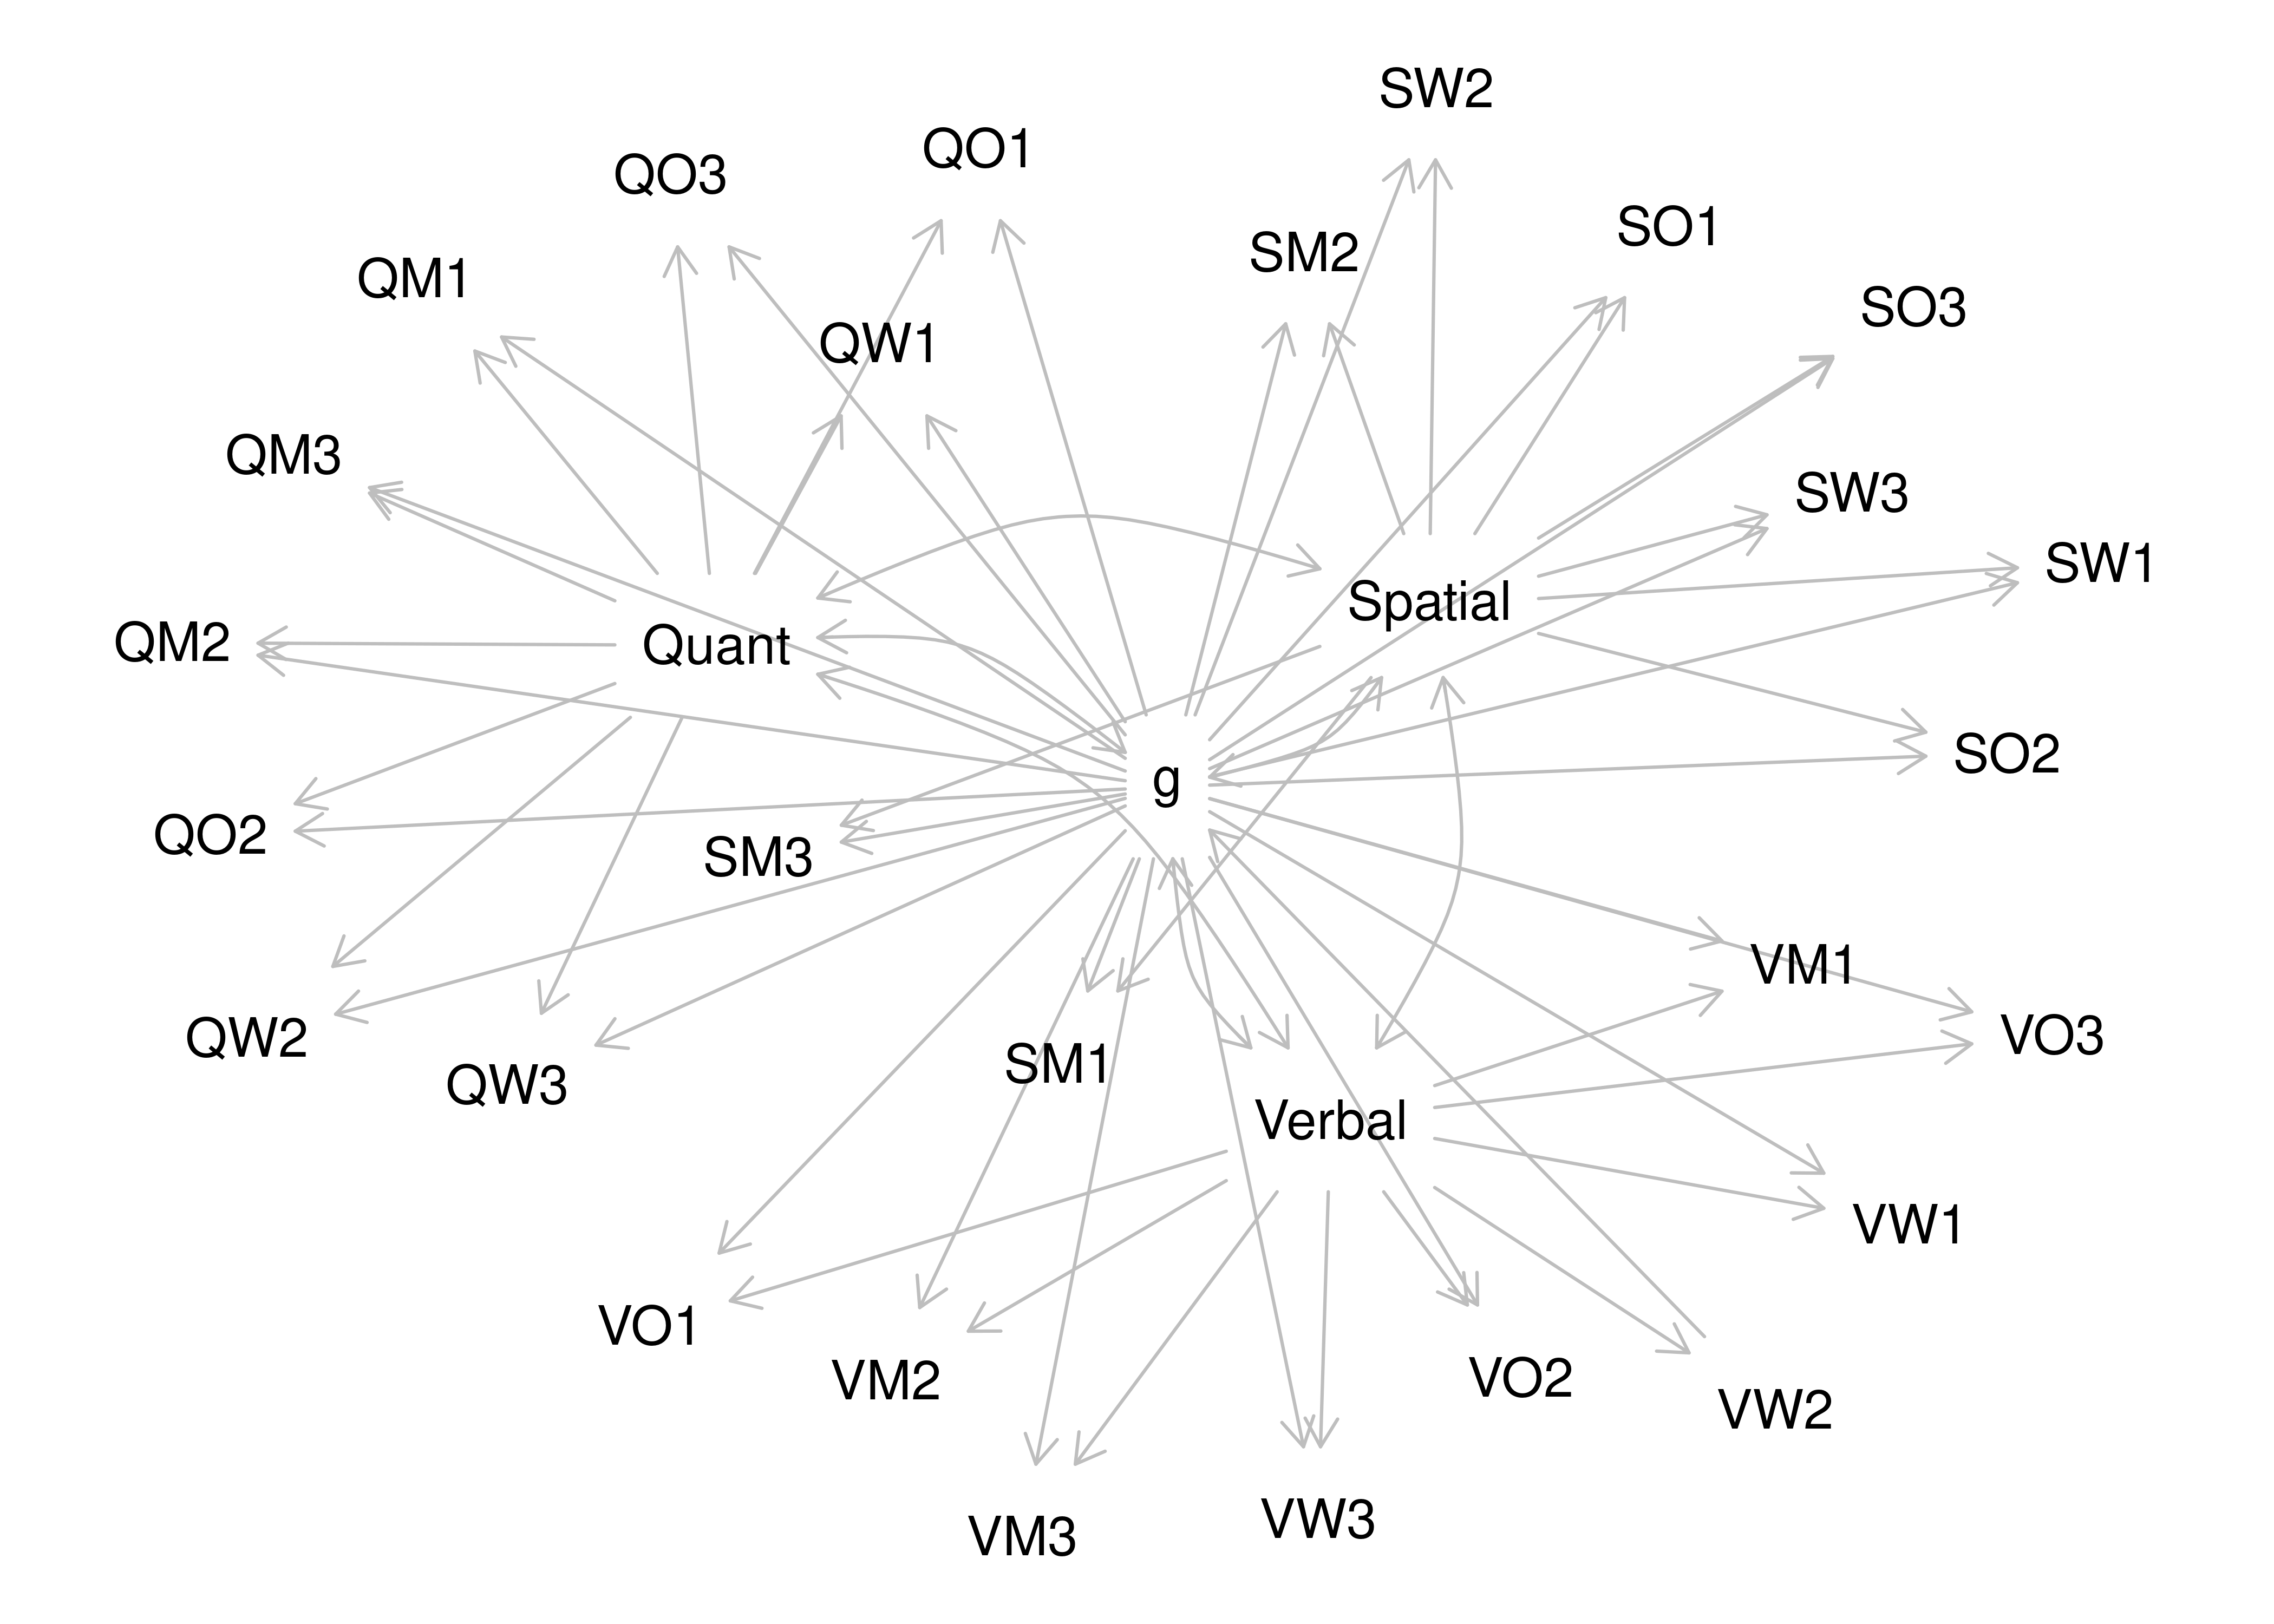 SW2
QO1
QO3
SO1
SM2
QM1
SO3
QW1
QM3
SW3
SW1
Spatial
QM2
Quant
SO2
g
QO2
SM3
VM1
VO3
QW2
SM1
QW3
Verbal
VW1
VO1
VO2
VM2
VW2
VW3
VM3